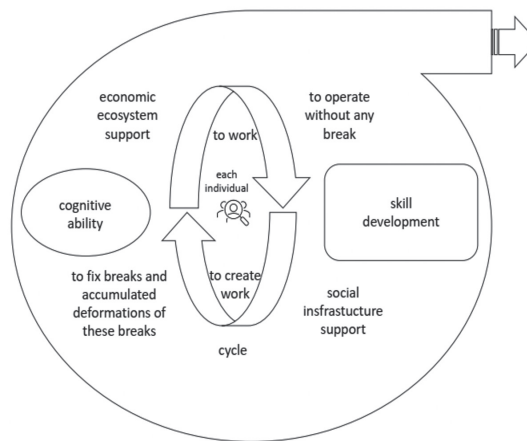 economic
ecosystem
support
to operate
without any
break
to work
each
individual
cognitive
ability
skill
development
to fix breaks and
accumulated
deformations of
these breaks
to create
work
social
insfrastucture
support
cycle